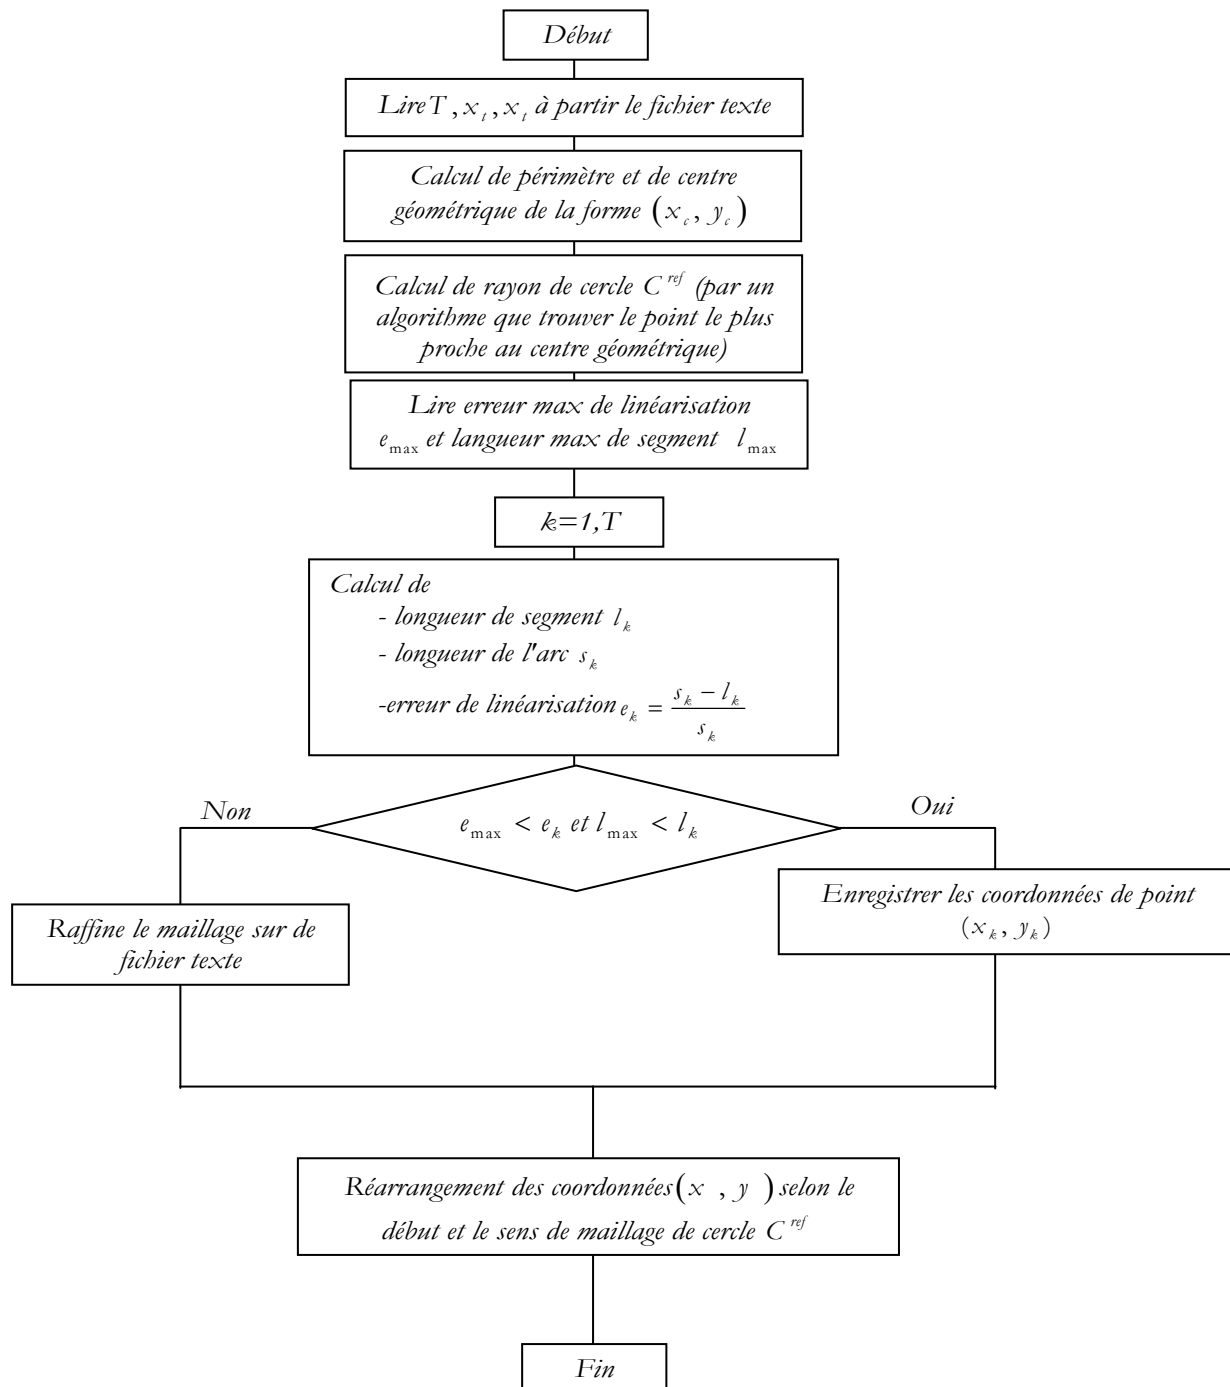 Début
Lire T , x_t , x_t à partir le fichier texte
Calcul de périmètre et de centre
géométrique de la forme (x_c , y_c)
Calcul de rayon de cercle C^ref (par un
algorithme que trouver le point le plus
proche au centre géométrique)
Lire erreur max de linéarisation
e_max et langueur max de segment l_max
k=1,T
Calcul de
- longueur de segment l_k
- longueur de l'arc s_k
-erreur de linéarisation e_k = (s_k − l_k) / s_k
Non
Oui
e_max < e_k et l_max < l_k
Enregistrer les coordonnées de point
(x_k , y_k)
Raffine le maillage sur de
fichier texte
Réarrangement des coordonnées (x , y ) selon le
début et le sens de maillage de cercle C^ref
Fin